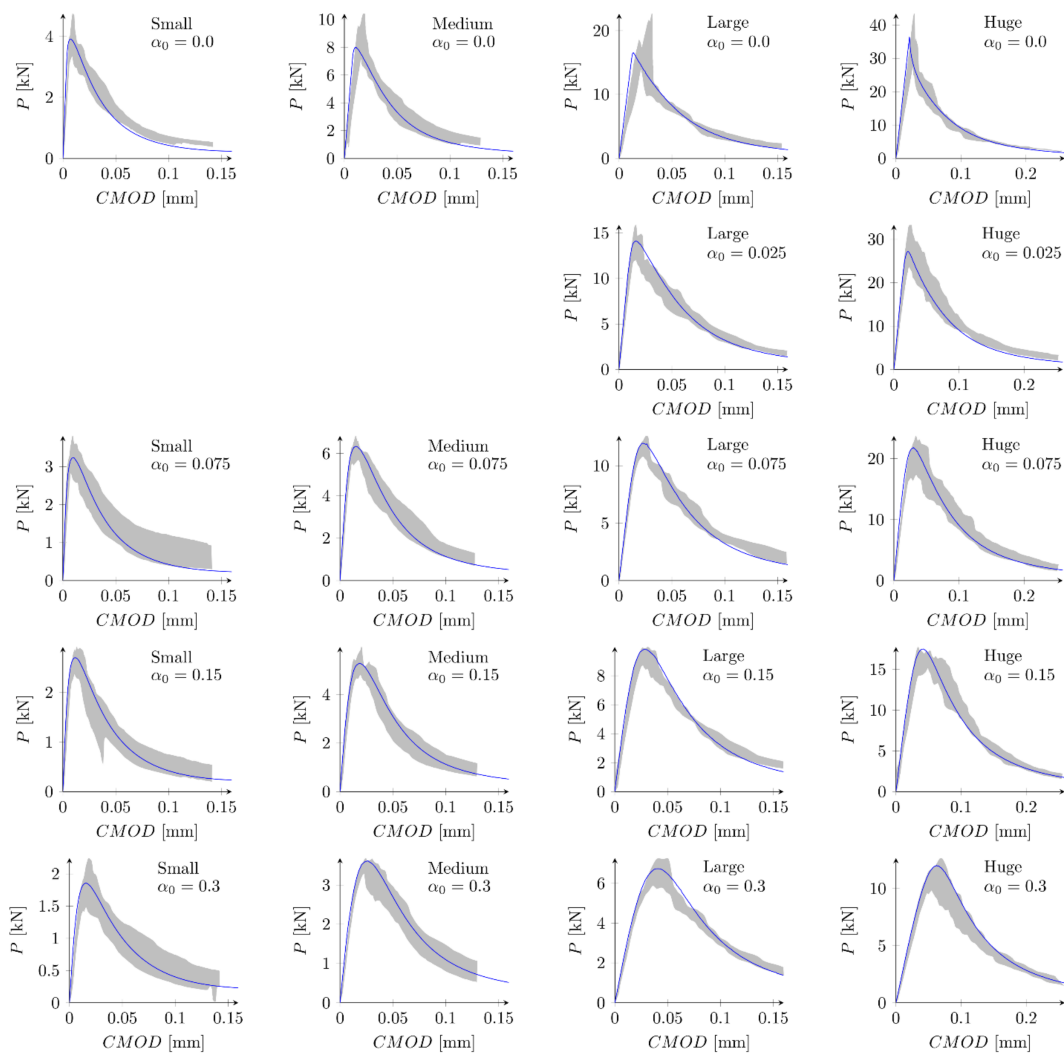 Small
α₀ = 0.0
P [kN]
4
2
0
0 0.05 0.1 0.15
CMOD [mm]
Medium
α₀ = 0.0
P [kN]
10
8
6
4
2
0
0 0.05 0.1 0.15
CMOD [mm]
Large
α₀ = 0.0
P [kN]
20
10
0
0 0.05 0.1 0.15
CMOD [mm]
Huge
α₀ = 0.0
P [kN]
40
30
20
10
0
0 0.1 0.2
CMOD [mm]
Large
α₀ = 0.025
P [kN]
15
10
5
0
0 0.05 0.1 0.15
CMOD [mm]
Huge
α₀ = 0.025
P [kN]
30
20
10
0
0 0.1 0.2
CMOD [mm]
Small
α₀ = 0.075
P [kN]
3
2
1
0
0 0.05 0.1 0.15
CMOD [mm]
Medium
α₀ = 0.075
P [kN]
6
4
2
0
0 0.05 0.1 0.15
CMOD [mm]
Large
α₀ = 0.075
P [kN]
10
5
0
0 0.05 0.1 0.15
CMOD [mm]
Huge
α₀ = 0.075
P [kN]
20
10
0
0 0.1 0.2
CMOD [mm]
Small
α₀ = 0.15
P [kN]
2
1
0
0 0.05 0.1 0.15
CMOD [mm]
Medium
α₀ = 0.15
P [kN]
4
2
0
0 0.05 0.1 0.15
CMOD [mm]
Large
α₀ = 0.15
P [kN]
8
6
4
2
0
0 0.05 0.1 0.15
CMOD [mm]
Huge
α₀ = 0.15
P [kN]
15
10
5
0
0 0.1 0.2
CMOD [mm]
Small
α₀ = 0.3
P [kN]
2
1.5
1
0.5
0
0 0.05 0.1 0.15
CMOD [mm]
Medium
α₀ = 0.3
P [kN]
3
2
1
0
0 0.05 0.1 0.15
CMOD [mm]
Large
α₀ = 0.3
P [kN]
6
4
2
0
0 0.05 0.1 0.15
CMOD [mm]
Huge
α₀ = 0.3
P [kN]
10
5
0
0 0.1 0.2
CMOD [mm]